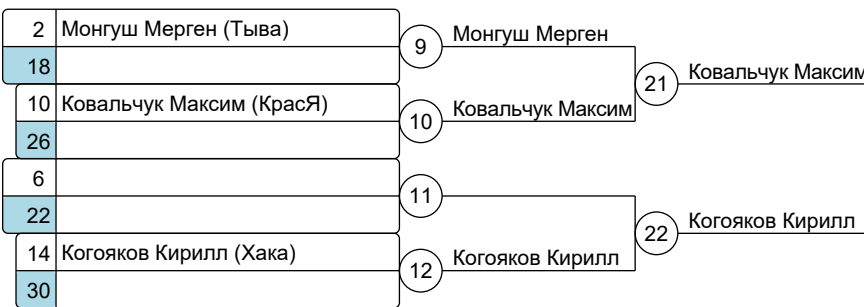 2 Монгуш Мерген (Тыва)
18
9 Монгуш Мерген
10 Ковальчук Максим (КрасЯ)
26
10 Ковальчук Максим
21 Ковальчук Максим
6
22
11
14 Когояков Кирилл (Хака)
30
12 Когояков Кирилл
22 Когояков Кирилл